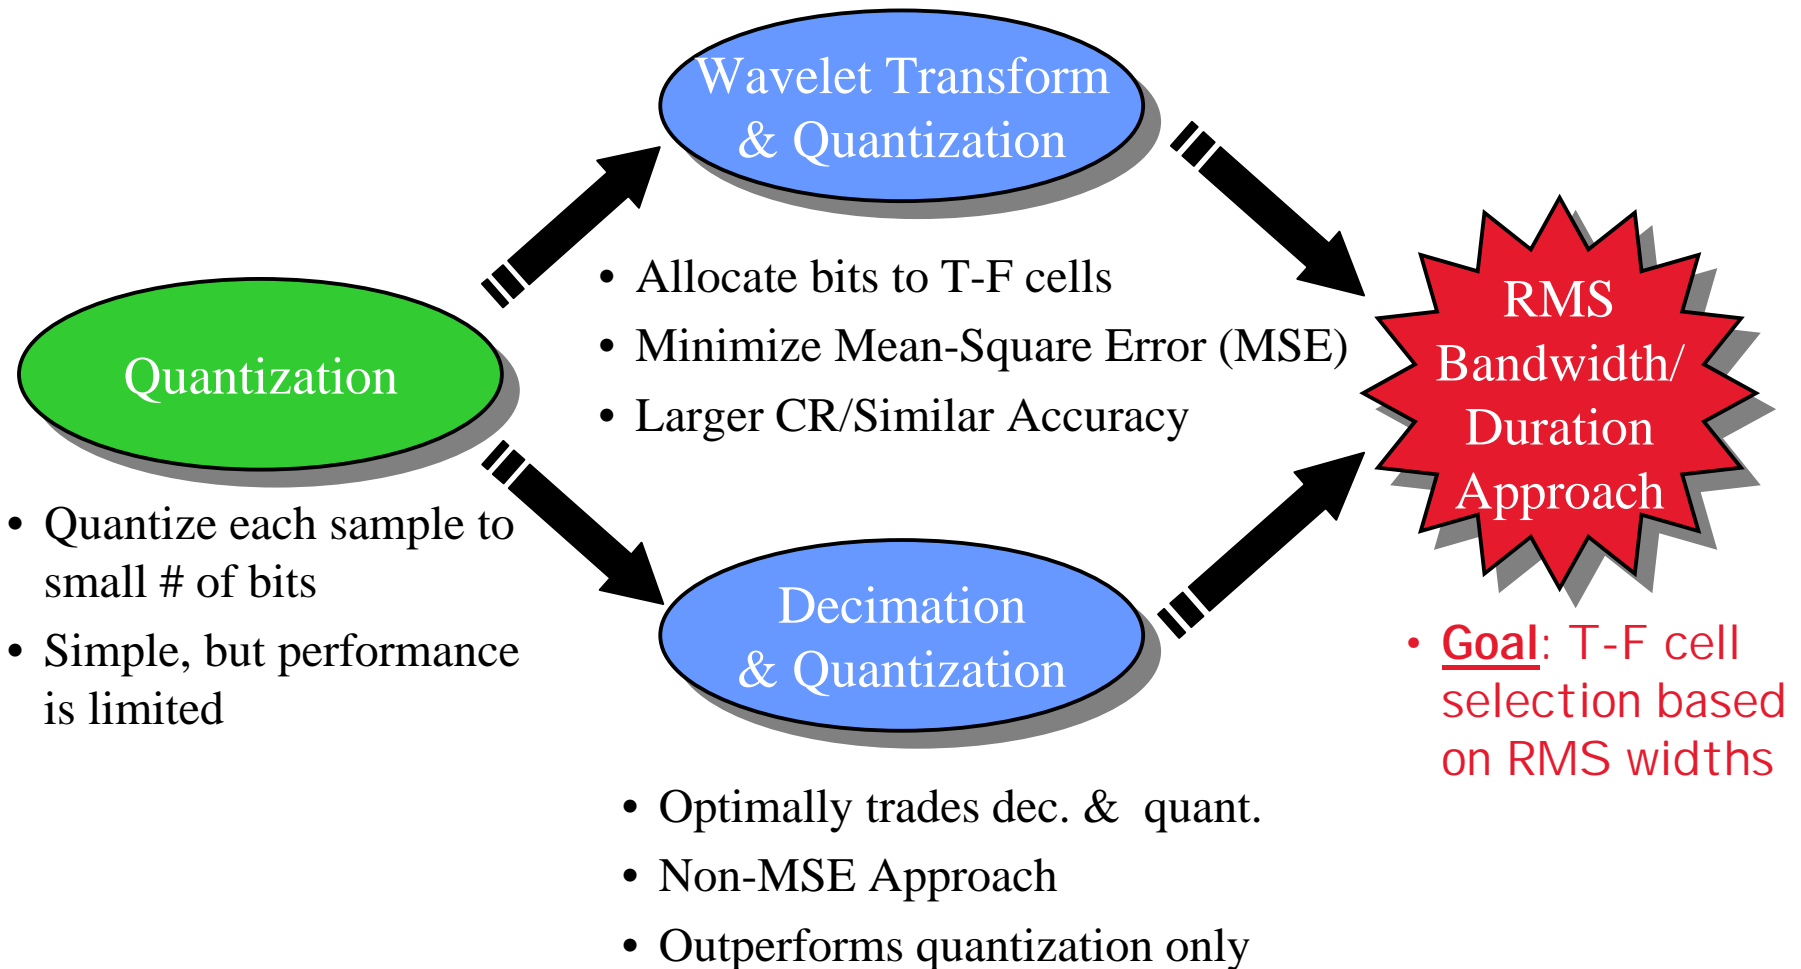 Wavelet Transform
& Quantization
• Allocate bits to T-F cells
• Minimize Mean-Square Error (MSE)
• Larger CR/Similar Accuracy
Quantization
• Quantize each sample to
small # of bits
• Simple, but performance
is limited
Decimation
& Quantization
• Optimally trades dec. & quant.
• Non-MSE Approach
• Outperforms quantization only
RMS
Bandwidth/
Duration
Approach
• Goal: T-F cell
selection based
on RMS widths